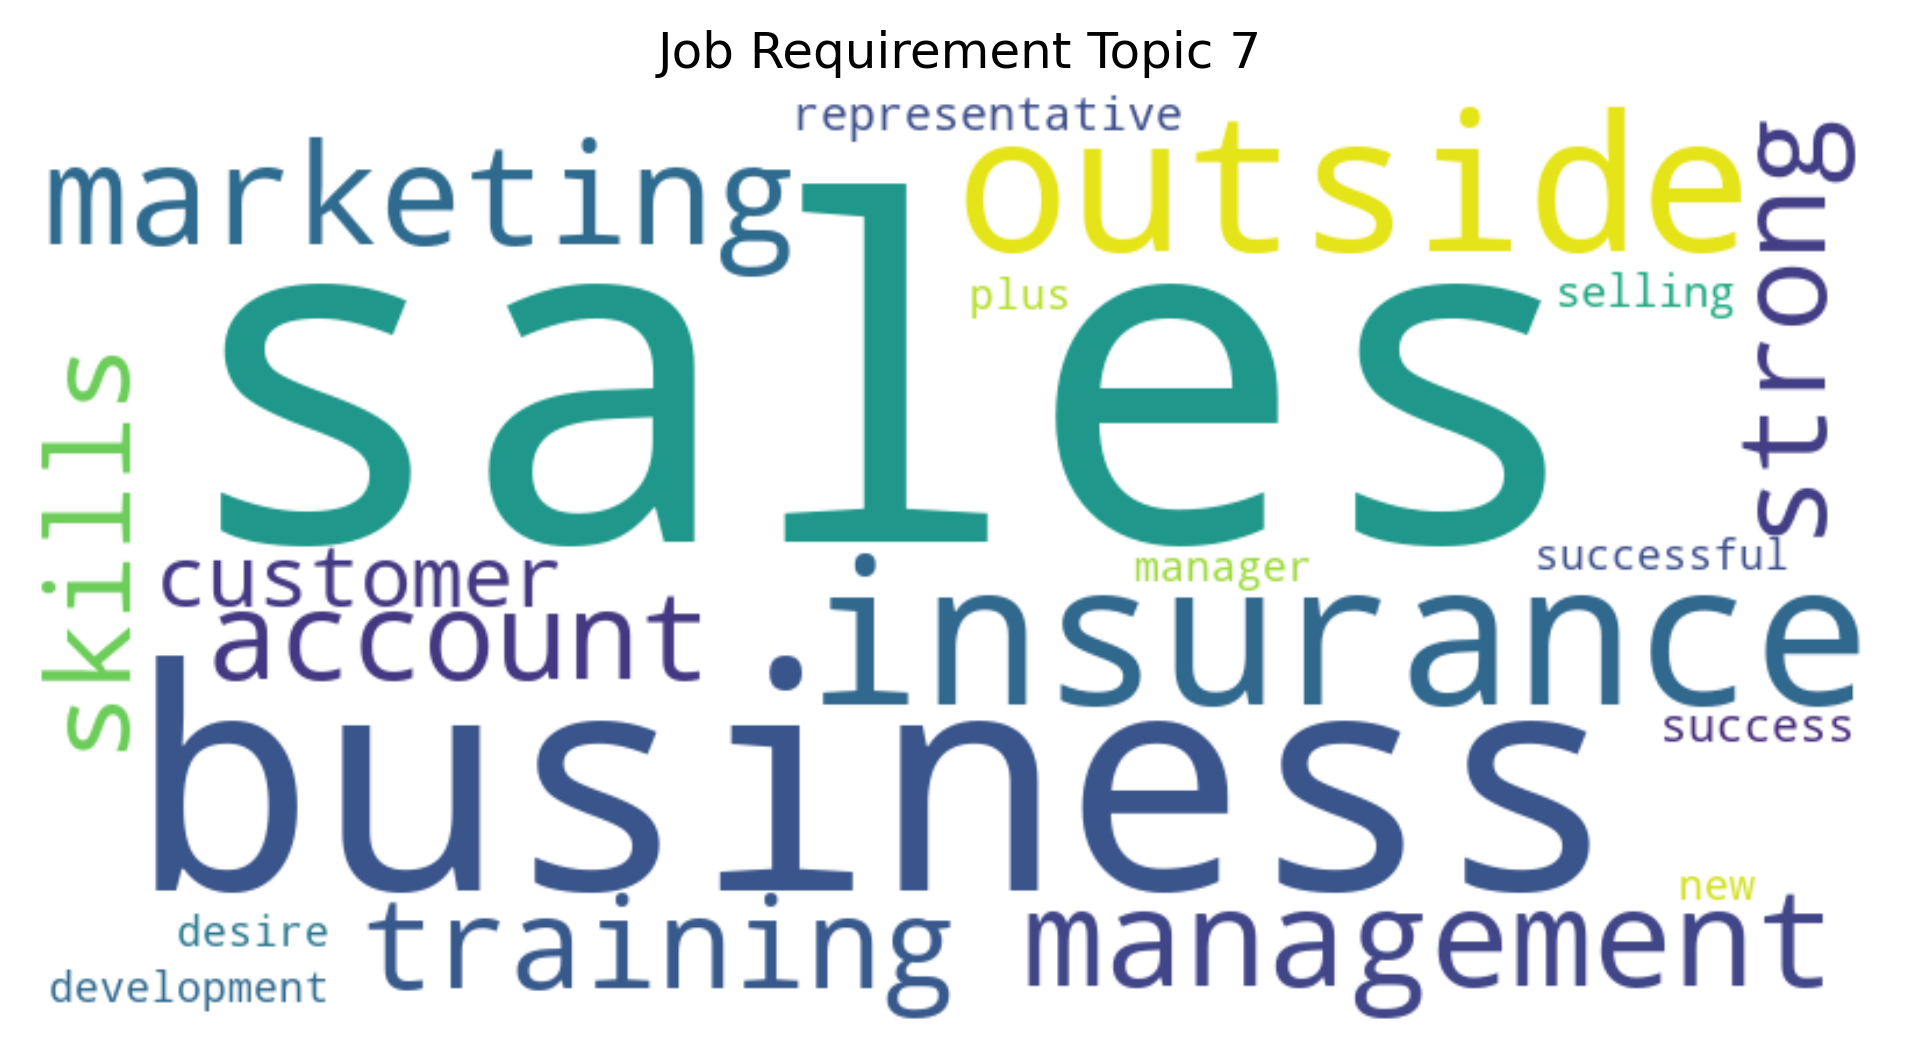 Job Requirement Topic 7
representative
marketing
outside
strong
sales
plus
selling
skills
customer
manager
successful
account
insurance
business
success
new
desire
training
management
development